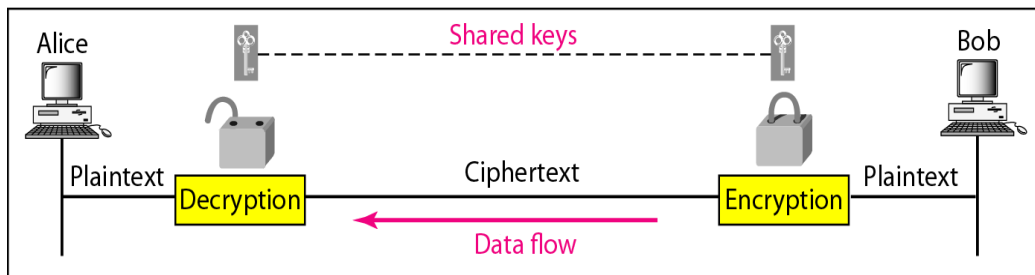 Alice
Shared keys
Bob
Plaintext
Decryption
Ciphertext
Encryption
Plaintext
Data flow